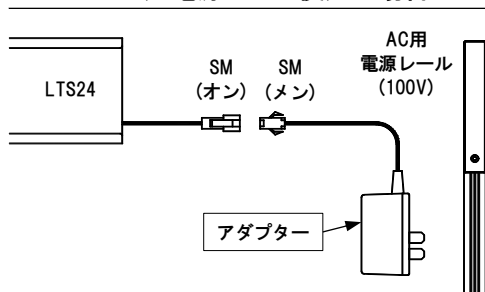 LTS24
SM
(オン)
SM
(メン)
AC用
電源レール
(100V)
アダプター